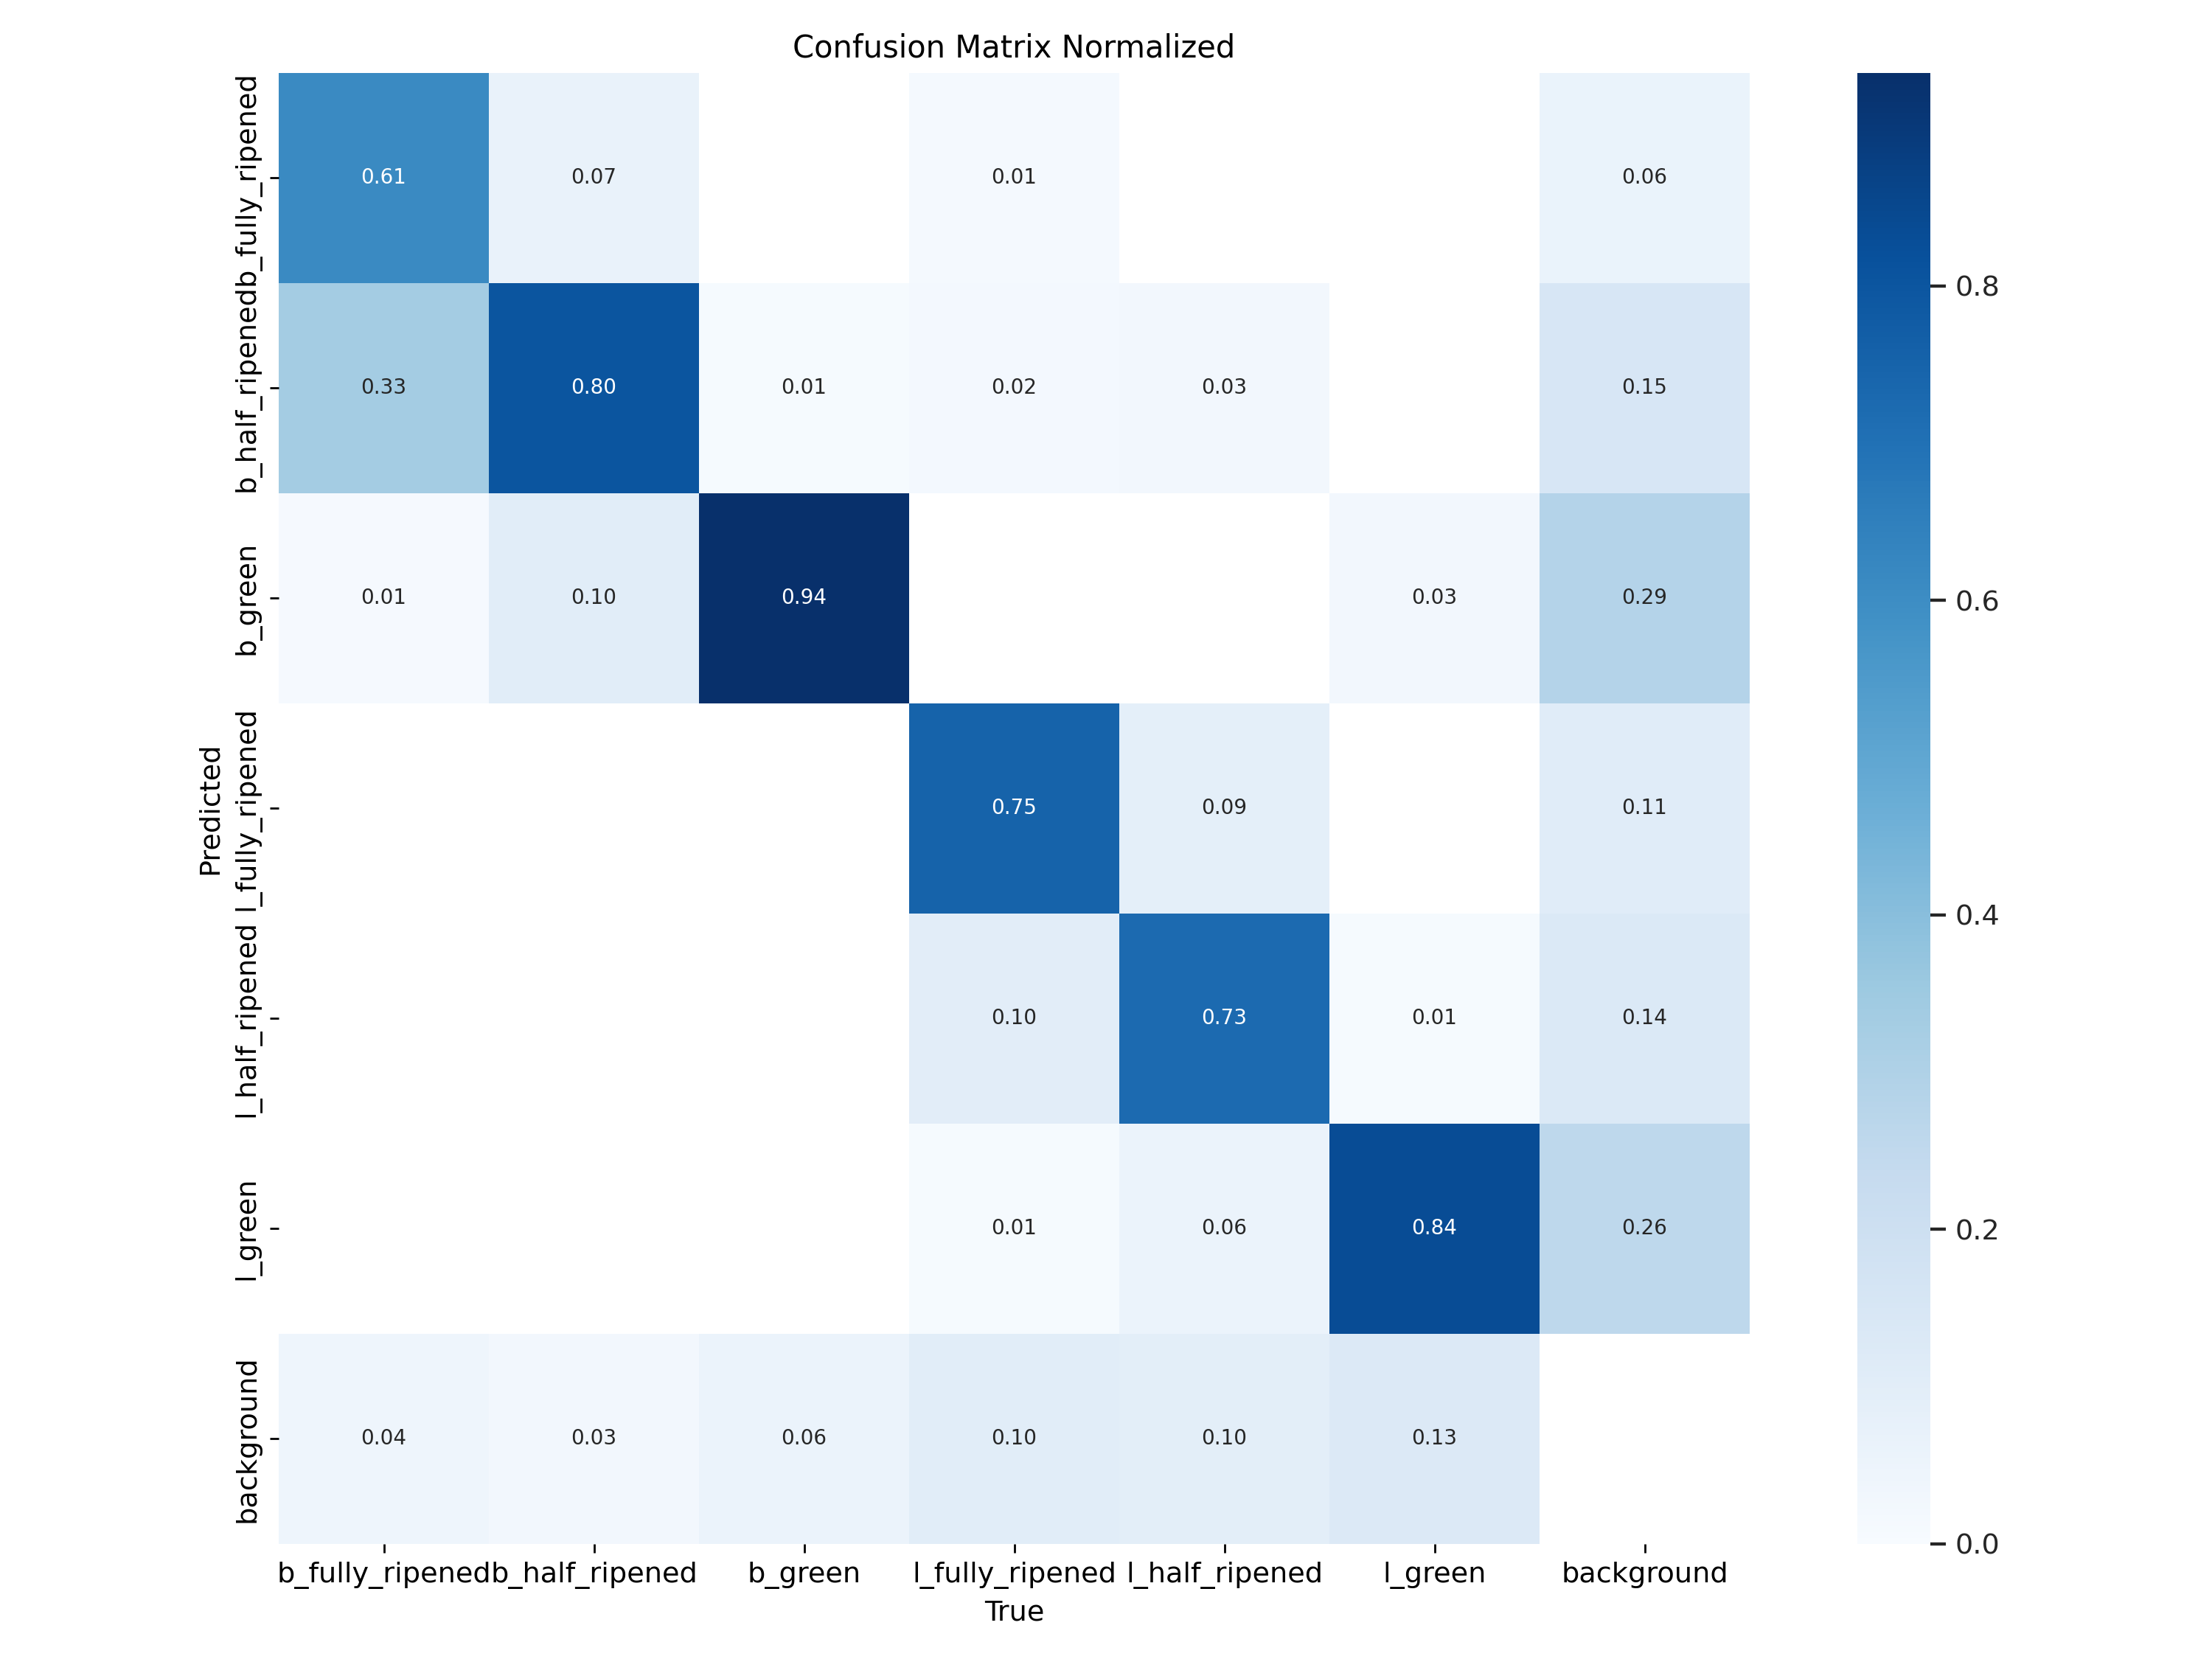 Confusion Matrix Normalized
b_fully_ripened
0.61 0.07 0.01 0.06
b_half_ripened
0.33 0.80 0.01 0.02 0.03 0.15
b_green
0.01 0.10 0.94 0.03 0.29
l_fully_ripened
0.75 0.09 0.11
l_half_ripened
0.10 0.73 0.01 0.14
l_green
0.01 0.06 0.84 0.26
background
0.04 0.03 0.06 0.10 0.10 0.13
Predicted
b_fully_ripened b_half_ripened b_green l_fully_ripened l_half_ripened l_green background
True
0.8
0.6
0.4
0.2
0.0